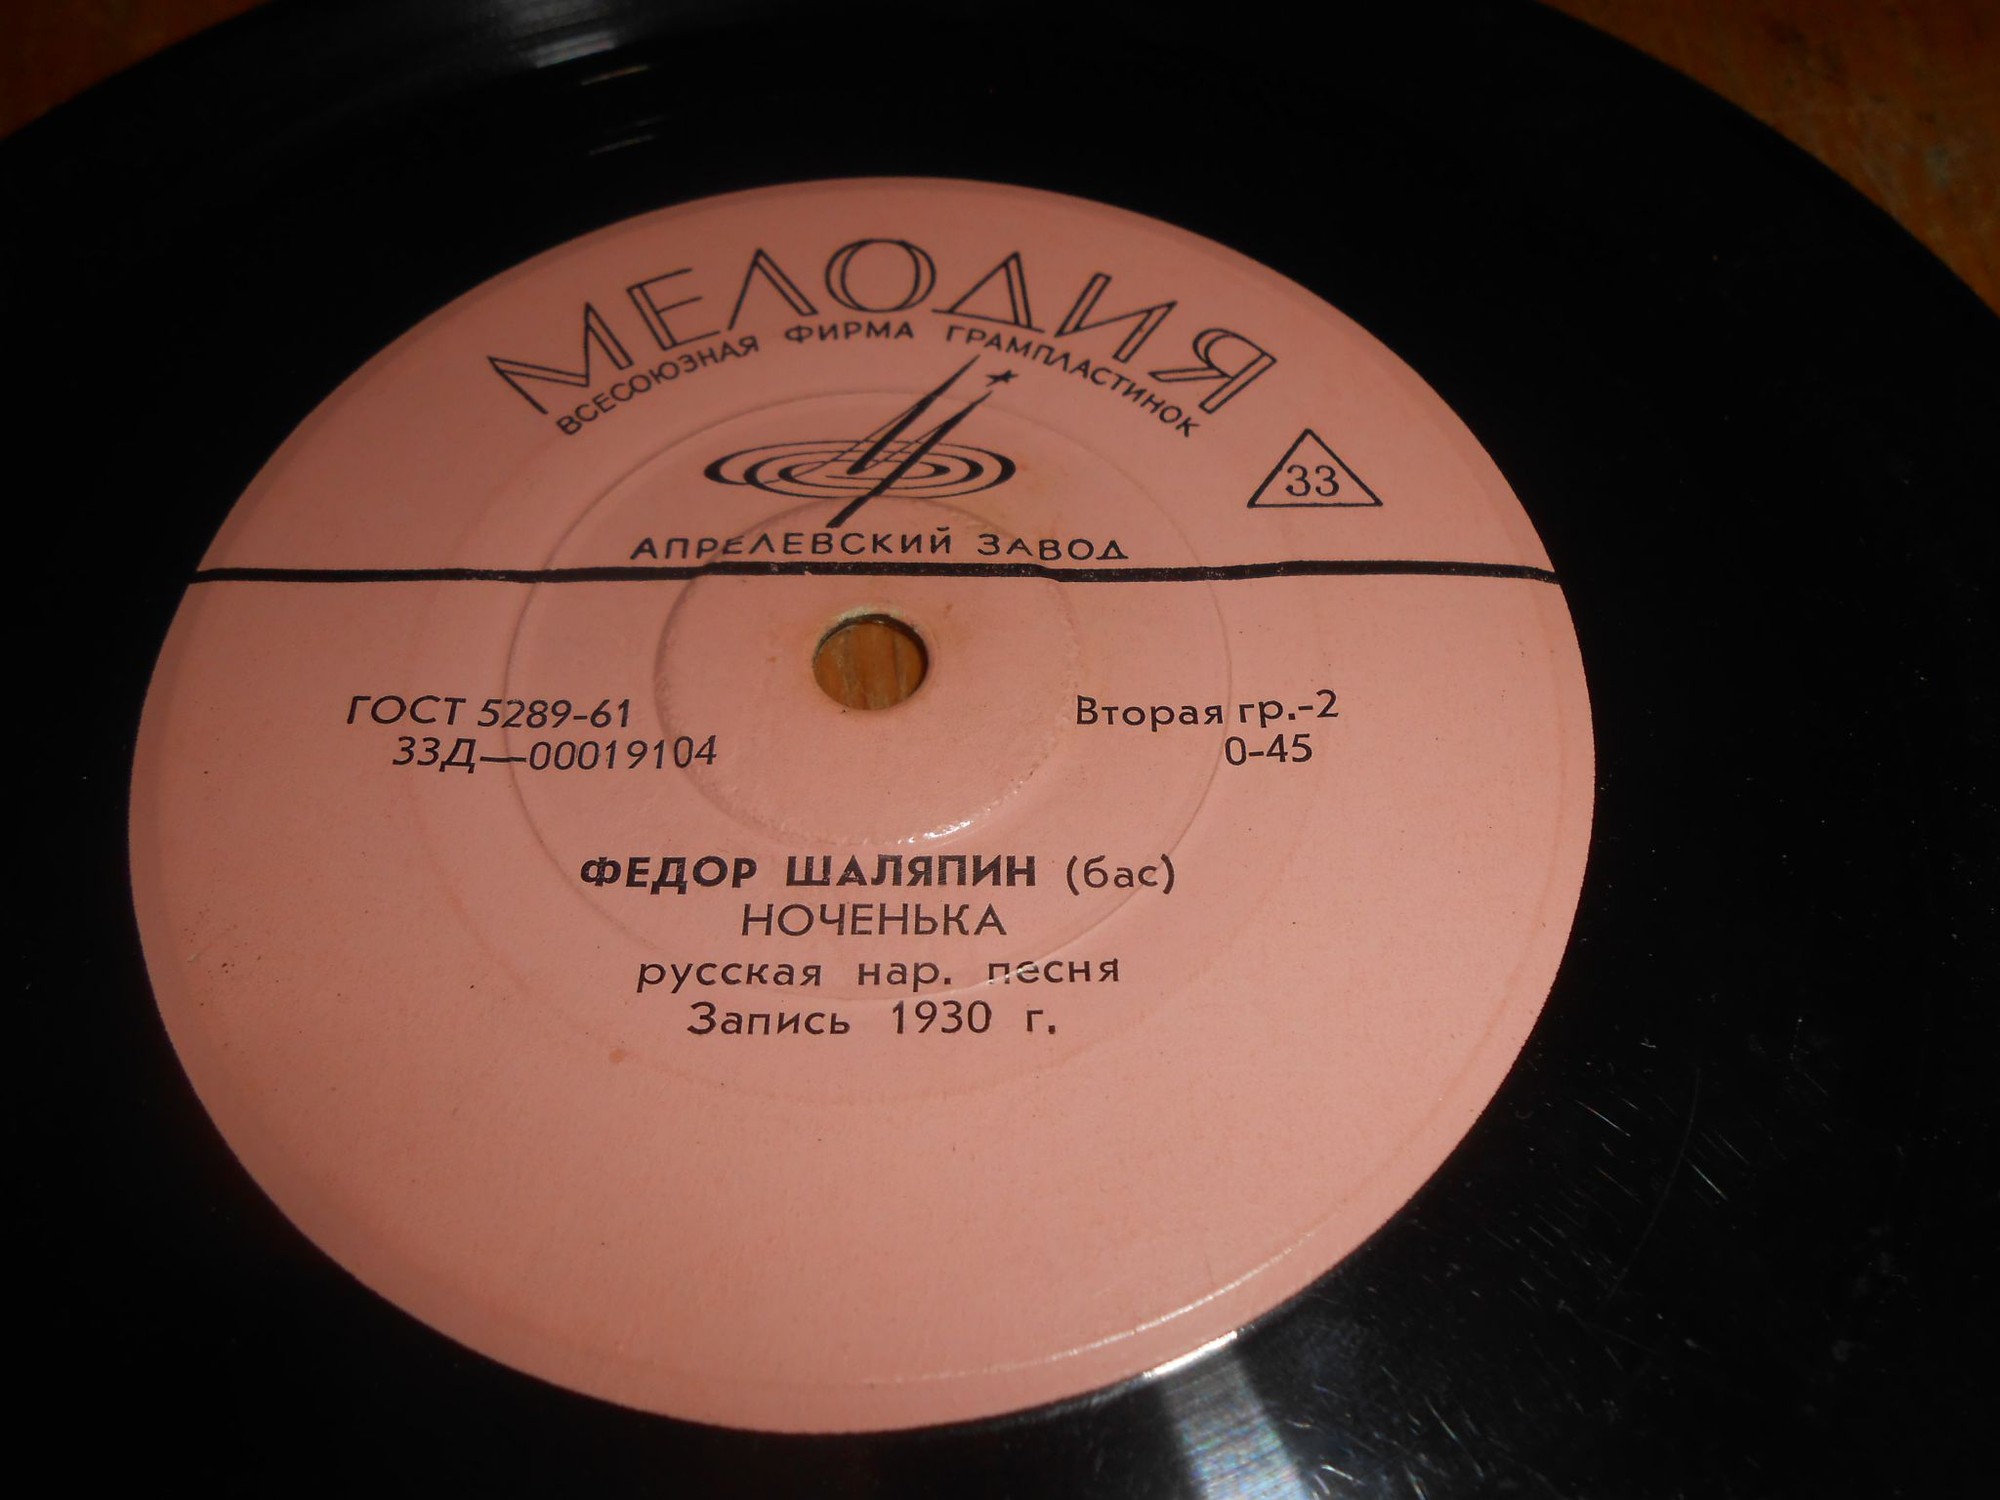 МЕЛОДИЯ
ВСЕСОЮЗНАЯ ФИРМА ГРАМПЛАСТИНОК
33
АПРЕЛЕВСКИЙ ЗАВОД
ГОСТ 5289-61
Вторая гр.-2
33Д—00019104
0-45
ФЕДОР ШАЛЯПИН (бас)
НОЧЕНЬКА
русская нар. песня
Запись 1930 г.